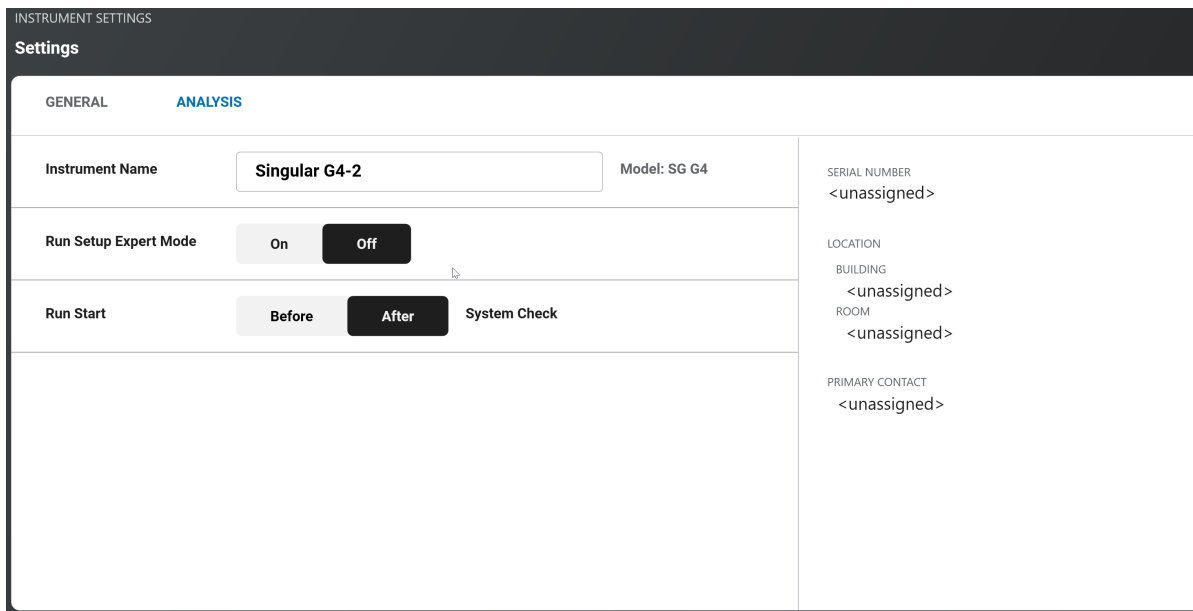 INSTRUMENT SETTINGS
Settings
GENERAL ANALYSIS
Instrument Name Singular G4-2 Model: SG G4
Run Setup Expert Mode On Off
Run Start Before After System Check
SERIAL NUMBER
<unassigned>
LOCATION
BUILDING
<unassigned>
ROOM
<unassigned>
PRIMARY CONTACT
<unassigned>